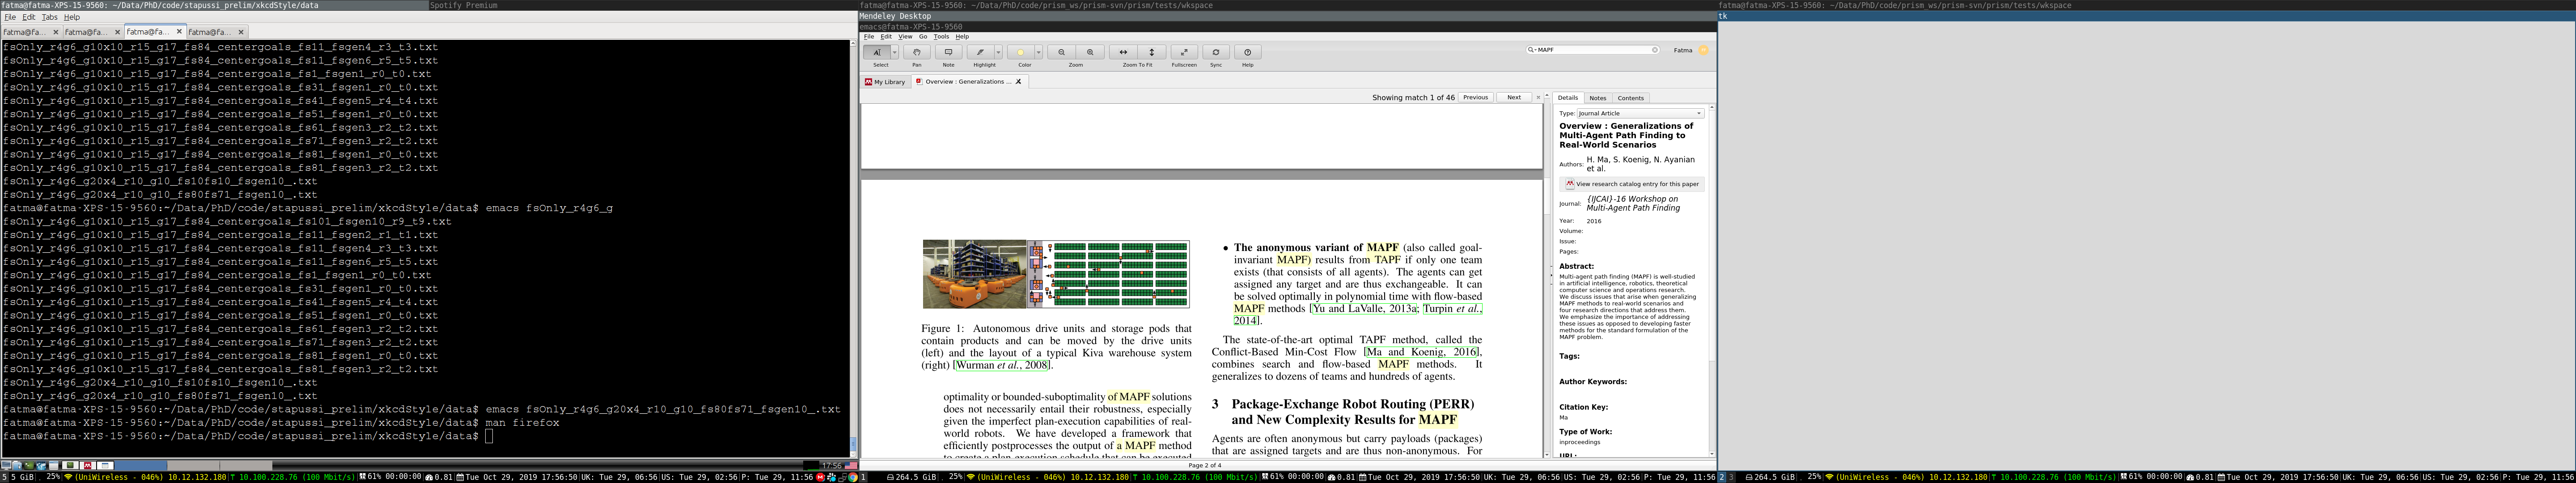 fatma@fatma-XPS-15-9560: ~/Data/PhD/code/stapussi_prelim/xkcdStyle/data
Spotify Premium
File Edit Tabs Help
fatma@fa... fatma@fa... fatma@fa... fatma@fa...
fsOnly_r4g6_g10x10_r15_g17_fs84_centergoals_fs11_fsgen4_r3_t3.txt
fsOnly_r4g6_g10x10_r15_g17_fs84_centergoals_fs11_fsgen6_r5_t5.txt
fsOnly_r4g6_g10x10_r15_g17_fs84_centergoals_fs1_fsgen1_r0_t0.txt
fsOnly_r4g6_g10x10_r15_g17_fs84_centergoals_fs31_fsgen1_r0_t0.txt
fsOnly_r4g6_g10x10_r15_g17_fs84_centergoals_fs41_fsgen5_r4_t4.txt
fsOnly_r4g6_g10x10_r15_g17_fs84_centergoals_fs51_fsgen1_r0_t0.txt
fsOnly_r4g6_g10x10_r15_g17_fs84_centergoals_fs61_fsgen3_r2_t2.txt
fsOnly_r4g6_g10x10_r15_g17_fs84_centergoals_fs71_fsgen3_r2_t2.txt
fsOnly_r4g6_g10x10_r15_g17_fs84_centergoals_fs81_fsgen1_r0_t0.txt
fsOnly_r4g6_g10x10_r15_g17_fs84_centergoals_fs81_fsgen3_r2_t2.txt
fsOnly_r4g6_g20x4_r10_g10_fs10fs10_fsgen10_.txt
fsOnly_r4g6_g20x4_r10_g10_fs80fs71_fsgen10_.txt
fatma@fatma-XPS-15-9560:~/Data/PhD/code/stapussi_prelim/xkcdStyle/data$ emacs fsOnly_r4g6_g
fsOnly_r4g6_g10x10_r15_g17_fs84_centergoals_fs101_fsgen10_r9_t9.txt
fsOnly_r4g6_g10x10_r15_g17_fs84_centergoals_fs11_fsgen2_r1_t1.txt
fsOnly_r4g6_g10x10_r15_g17_fs84_centergoals_fs11_fsgen4_r3_t3.txt
fsOnly_r4g6_g10x10_r15_g17_fs84_centergoals_fs11_fsgen6_r5_t5.txt
fsOnly_r4g6_g10x10_r15_g17_fs84_centergoals_fs1_fsgen1_r0_t0.txt
fsOnly_r4g6_g10x10_r15_g17_fs84_centergoals_fs31_fsgen1_r0_t0.txt
fsOnly_r4g6_g10x10_r15_g17_fs84_centergoals_fs41_fsgen5_r4_t4.txt
fsOnly_r4g6_g10x10_r15_g17_fs84_centergoals_fs51_fsgen1_r0_t0.txt
fsOnly_r4g6_g10x10_r15_g17_fs84_centergoals_fs61_fsgen3_r2_t2.txt
fsOnly_r4g6_g10x10_r15_g17_fs84_centergoals_fs71_fsgen3_r2_t2.txt
fsOnly_r4g6_g10x10_r15_g17_fs84_centergoals_fs81_fsgen1_r0_t0.txt
fsOnly_r4g6_g10x10_r15_g17_fs84_centergoals_fs81_fsgen3_r2_t2.txt
fsOnly_r4g6_g20x4_r10_g10_fs10fs10_fsgen10_.txt
fsOnly_r4g6_g20x4_r10_g10_fs80fs71_fsgen10_.txt
fatma@fatma-XPS-15-9560:~/Data/PhD/code/stapussi_prelim/xkcdStyle/data$ emacs fsOnly_r4g6_g20x4_r10_g10_fs80fs71_fsgen10_.txt
fatma@fatma-XPS-15-9560:~/Data/PhD/code/stapussi_prelim/xkcdStyle/data$ man firefox
fatma@fatma-XPS-15-9560:~/Data/PhD/code/stapussi_prelim/xkcdStyle/data$
17:56
5 5 GiB 25% (UniWireless - 046%) 10.12.132.180 10.100.228.76 (100 Mbit/s) 61% 00:00:00 0.81 Tue Oct 29, 2019 17:56:50 UK: Tue 29, 06:56 US: Tue 29, 02:56 P: Tue 29, 11:56
fatma@fatma-XPS-15-9560: ~/Data/PhD/code/prism_ws/prism-svn/prism/tests/wkspace
Mendeley Desktop
emacs@fatma-XPS-15-9560
File Edit View Go Tools Help
Select Pan Note Highlight Color Zoom Zoom To Fit Fullscreen Sync Help
MAPF
Fatma
My Library
Overview : Generalizations ...
Showing match 1 of 46 Previous Next
Figure 1: Autonomous drive units and storage pods that
contain products and can be moved by the drive units
(left) and the layout of a typical Kiva warehouse system
(right) [Wurman et al., 2008].
optimality or bounded-suboptimality of MAPF solutions
does not necessarily entail their robustness, especially
given the imperfect plan-execution capabilities of real-
world robots. We have developed a framework that
efficiently postprocesses the output of a MAPF method
to create a plan-execution schedule that can be executed
• The anonymous variant of MAPF (also called goal-
invariant MAPF) results from TAPF if only one team
exists (that consists of all agents). The agents can get
assigned any target and are thus exchangeable. It can
be solved optimally in polynomial time with flow-based
MAPF methods [Yu and LaValle, 2013a; Turpin et al.,
2014].
The state-of-the-art optimal TAPF method, called the
Conflict-Based Min-Cost Flow [Ma and Koenig, 2016],
combines search and flow-based MAPF methods. It
generalizes to dozens of teams and hundreds of agents.
3 Package-Exchange Robot Routing (PERR)
and New Complexity Results for MAPF
Agents are often anonymous but carry payloads (packages)
that are assigned targets and are thus non-anonymous. For
Page 2 of 4
Details Notes Contents
Type: Journal Article
Overview : Generalizations of
Multi-Agent Path Finding to
Real-World Scenarios
Authors: H. Ma, S. Koenig, N. Ayanian
et al.
View research catalog entry for this paper
Journal: {IJCAI}-16 Workshop on
Multi-Agent Path Finding
Year: 2016
Volume:
Issue:
Pages:
Abstract:
Multi-agent path finding (MAPF) is well-studied
in artificial intelligence, robotics, theoretical
computer science and operations research.
We discuss issues that arise when generalizing
MAPF methods to real-world scenarios and
four research directions that address them.
We emphasize the importance of addressing
these issues as opposed to developing faster
methods for the standard formulation of the
MAPF problem.
Tags:
Author Keywords:
Citation Key:
Ma
Type of Work:
inproceedings
URL:
1 264.5 GiB 25% (UniWireless - 046%) 10.12.132.180 10.100.228.76 (100 Mbit/s) 61% 00:00:00 0.81 Tue Oct 29, 2019 17:56:50 UK: Tue 29, 06:56 US: Tue 29, 02:56 P: Tue 29, 11:56
fatma@fatma-XPS-15-9560: ~/Data/PhD/code/prism_ws/prism-svn/prism/tests/wkspace
tk
2 3 264.5 GiB 25% (UniWireless - 046%) 10.12.132.180 10.100.228.76 (100 Mbit/s) 61% 00:00:00 0.81 Tue Oct 29, 2019 17:56:50 UK: Tue 29, 06:56 US: Tue 29, 02:56 P: Tue 29, 11:56